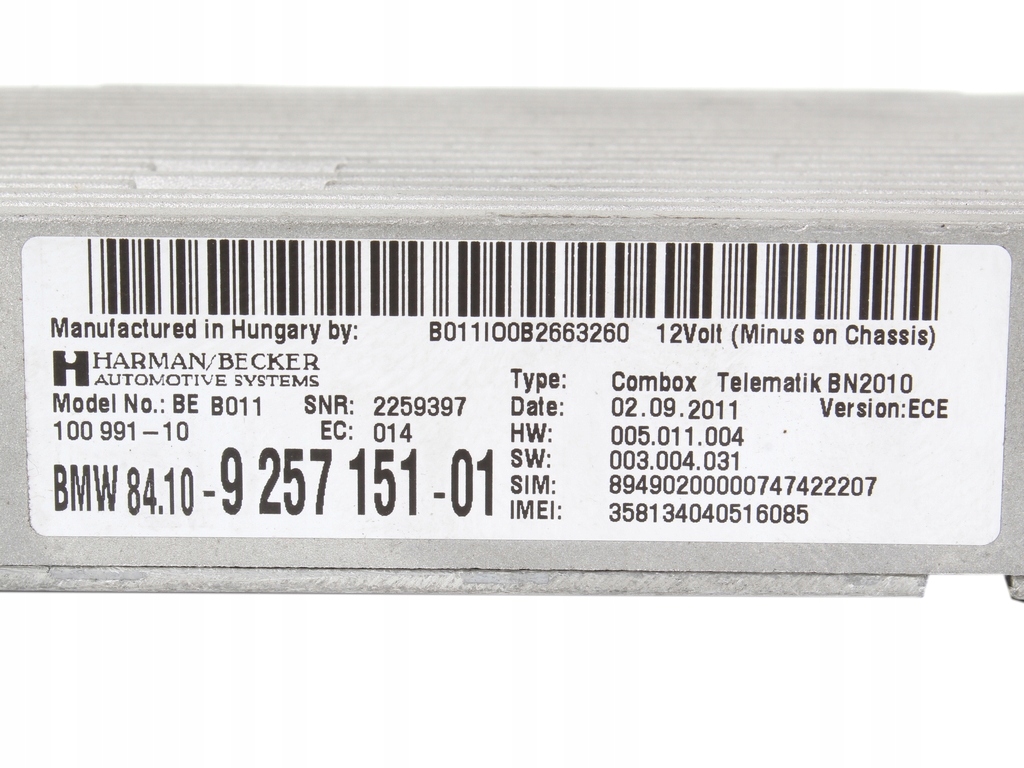 Manufactured in Hungary by: B011IO0B2663260 12Volt (Minus on Chassis)
HARMAN/BECKER
AUTOMOTIVE SYSTEMS
Model No.: BE B011 SNR: 2259397
100 991-10 EC: 014
BMW 84.10-9 257 151-01
Type: Combox Telematik BN2010
Date: 02.09.2011 Version:ECE
HW: 005.011.004
SW: 003.004.031
SIM: 89490200000747422207
IMEI: 358134040516085